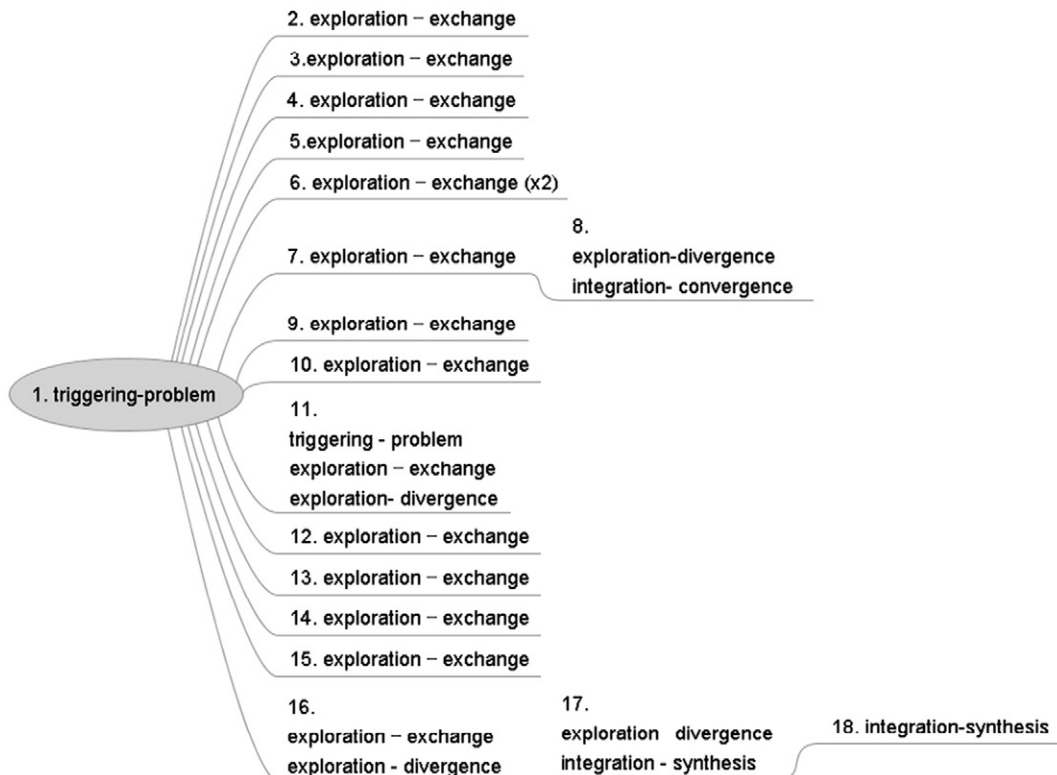 2. exploration – exchange
3.exploration – exchange
4. exploration – exchange
5.exploration – exchange
6. exploration – exchange (x2)
7. exploration – exchange
8.
exploration-divergence
integration- convergence
9. exploration – exchange
10. exploration – exchange
1. triggering-problem
11.
triggering - problem
exploration – exchange
exploration- divergence
12. exploration – exchange
13. exploration – exchange
14. exploration – exchange
15. exploration – exchange
16.
exploration – exchange
exploration - divergence
17.
exploration divergence
integration - synthesis
18. integration-synthesis